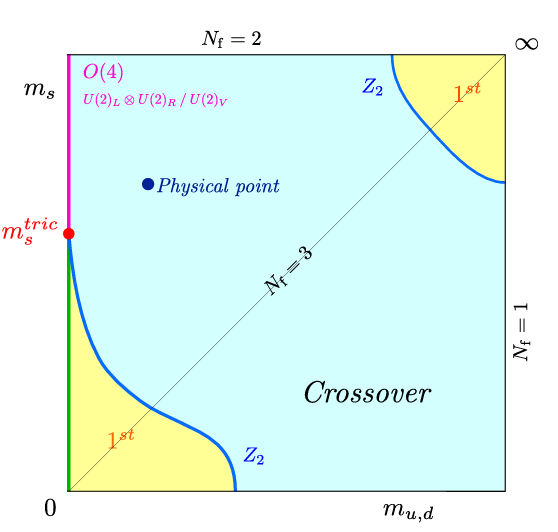 N_f = 2
∞
m_s
O(4)
U(2)_L ⊗ U(2)_R / U(2)_V
Z_2
1^{st}
Physical point
m_s^{tric}
N_f = 3
N_f = 1
Crossover
1^{st}
Z_2
0
m_{u,d}